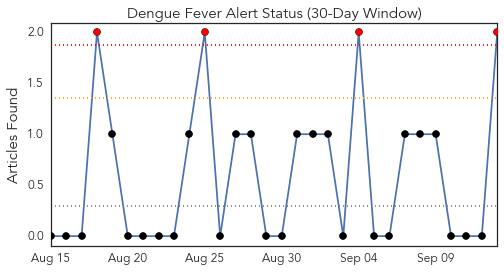 Dengue Fever Alert Status (30-Day Window)
Articles Found
2.0
1.5
1.0
0.5
0.0
Aug 15 Aug 20 Aug 25 Aug 30 Sep 04 Sep 09